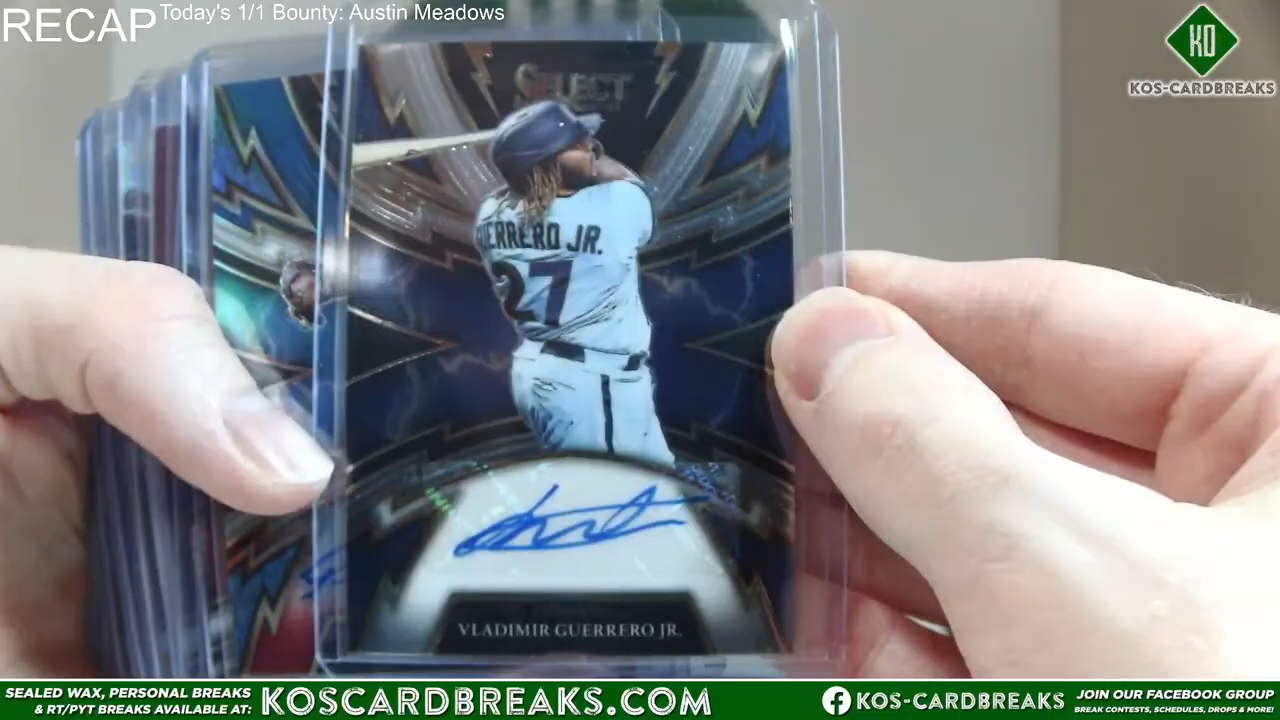 RECAP
Today's 1/1 Bounty: Austin Meadows
KO
KOS-CARDBREAKS
SELECT
GUERRERO JR.
27
VLADIMIR GUERRERO JR.
SEALED WAX, PERSONAL BREAKS
& RT/PYT BREAKS AVAILABLE AT:
KOSCARDBREAKS.COM
KOS-CARDBREAKS
JOIN OUR FACEBOOK GROUP
BREAK CONTESTS, SCHEDULES, DROPS & MORE!